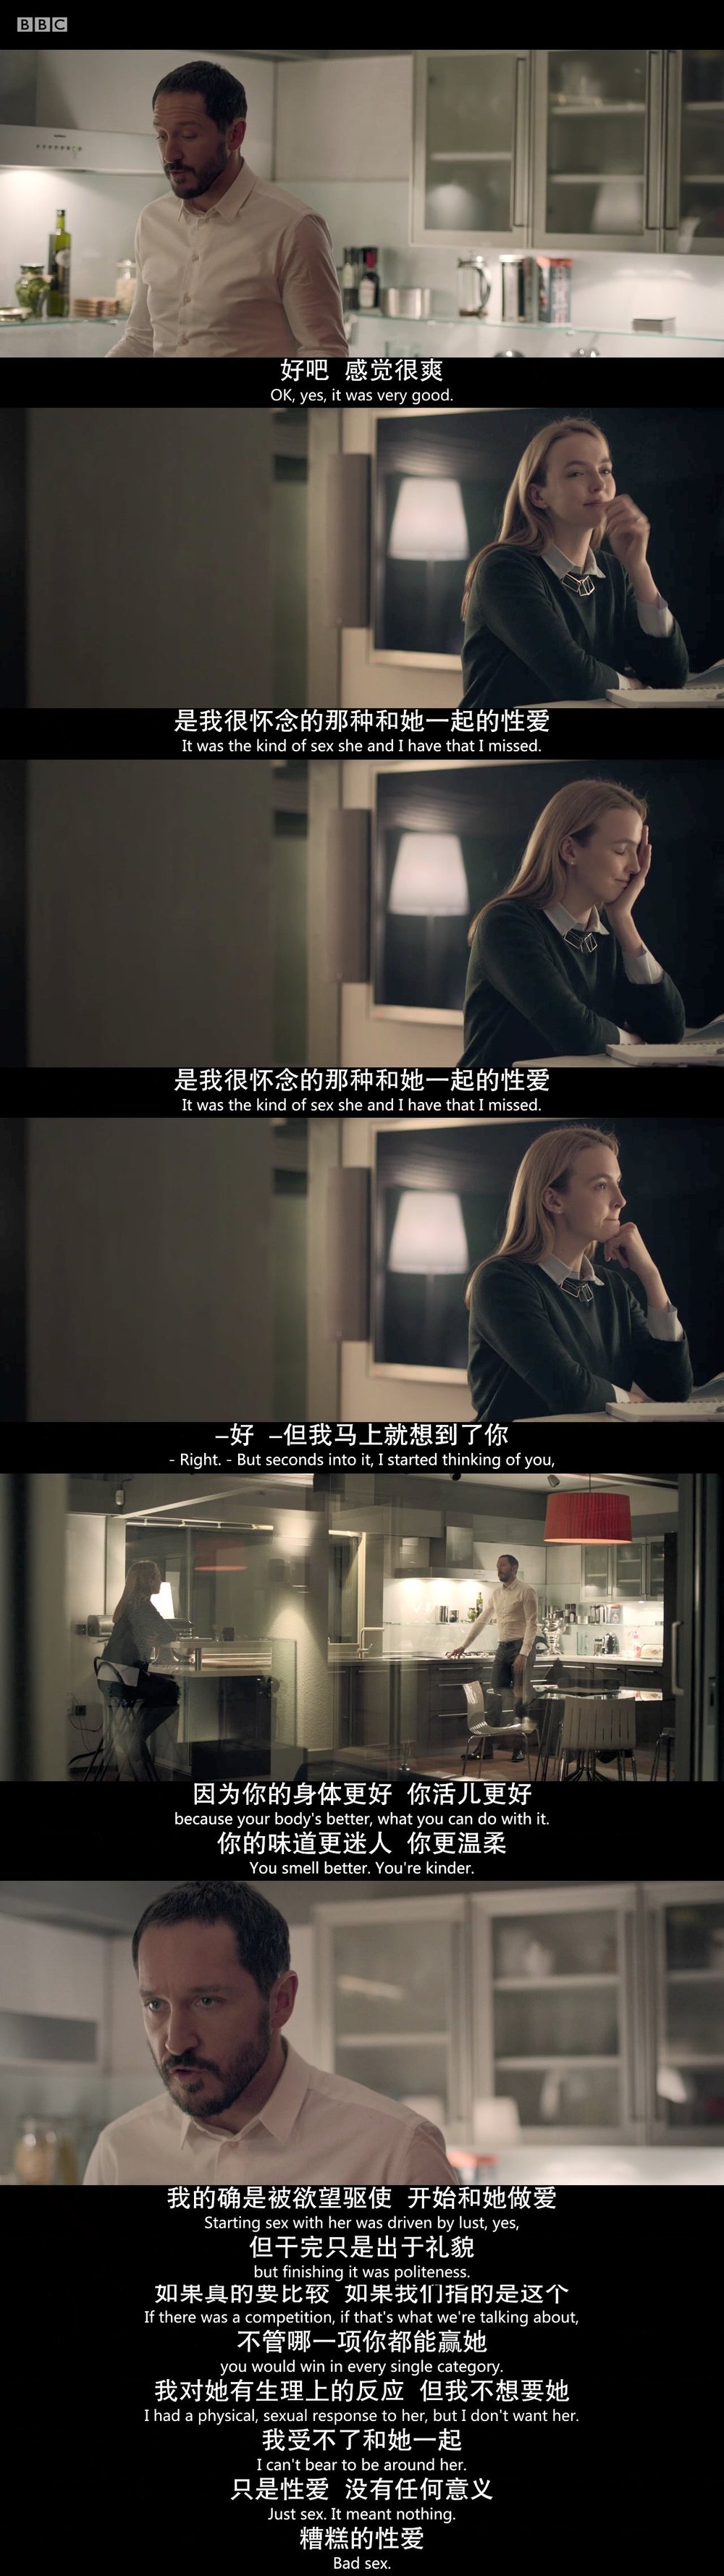 BBC
好吧 感觉很爽
OK, yes, it was very good.
是我很怀念的那种和她一起的性爱
It was the kind of sex she and I have that I missed.
是我很怀念的那种和她一起的性爱
It was the kind of sex she and I have that I missed.
–好 –但我马上就想到了你
- Right. - But seconds into it, I started thinking of you,
因为你的身体更好 你活儿更好
because your body's better, what you can do with it.
你的味道更迷人 你更温柔
You smell better. You're kinder.
我的确是被欲望驱使 开始和她做爱
Starting sex with her was driven by lust, yes,
但干完只是出于礼貌
but finishing it was politeness.
如果真的要比较 如果我们指的是这个
If there was a competition, if that's what we're talking about,
不管哪一项你都能赢她
you would win in every single category.
我对她有生理上的反应 但我不想要她
I had a physical, sexual response to her, but I don't want her.
我受不了和她一起
I can't bear to be around her.
只是性爱 没有任何意义
Just sex. It meant nothing.
糟糕的性爱
Bad sex.